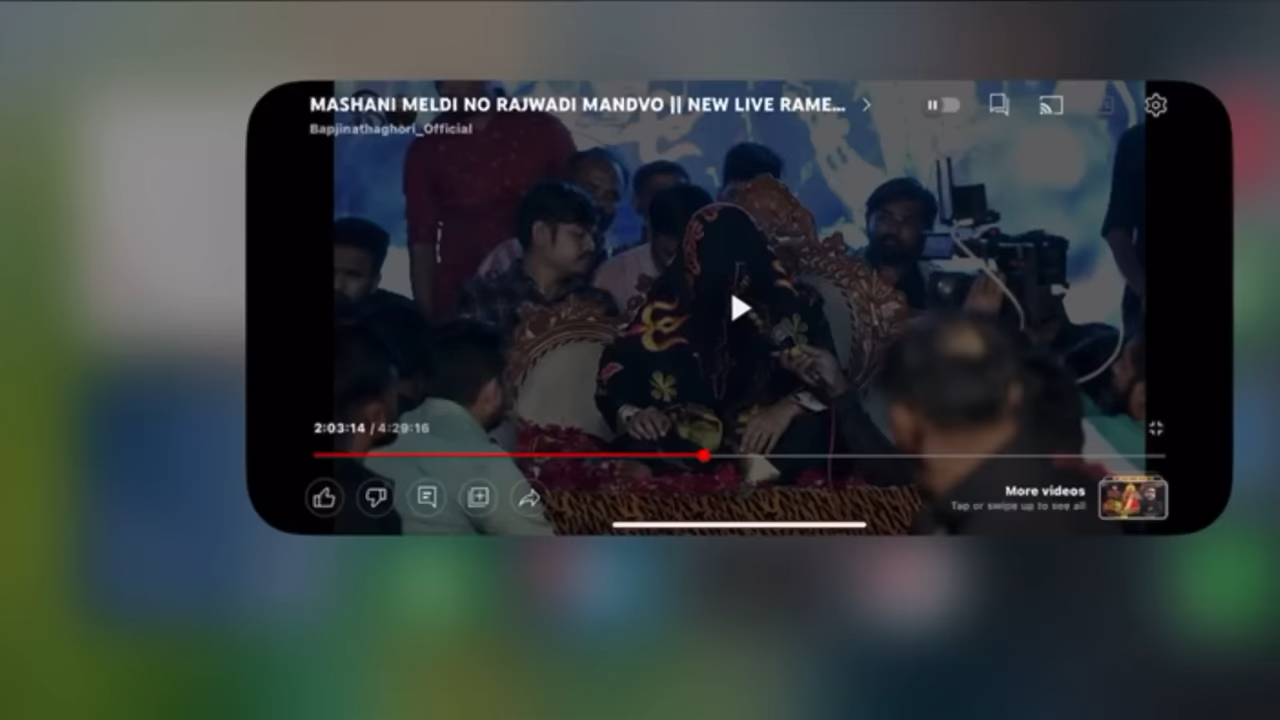 MASHANI MELDI NO RAJWADI MANDVO || NEW LIVE RAME...
Bapjinathaghori_Official
2:03:14 / 4:29:16
More videos
Tap or swipe up to see all